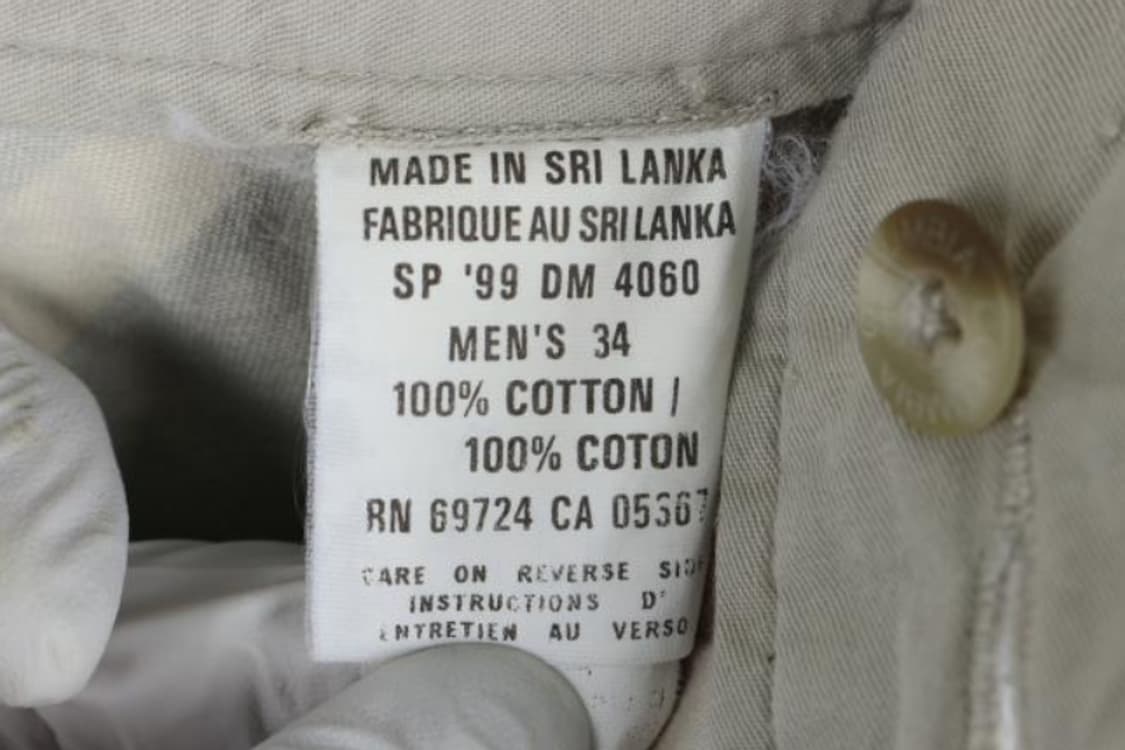 MADE IN SRI LANKA
FABRIQUE AU SRI LANKA
SP '99 DM 4060
MEN'S 34
100% COTTON /
100% COTON
RN 69724 CA 05367
CARE ON REVERSE SIDE
INSTRUCTIONS D'
ENTRETIEN AU VERSO